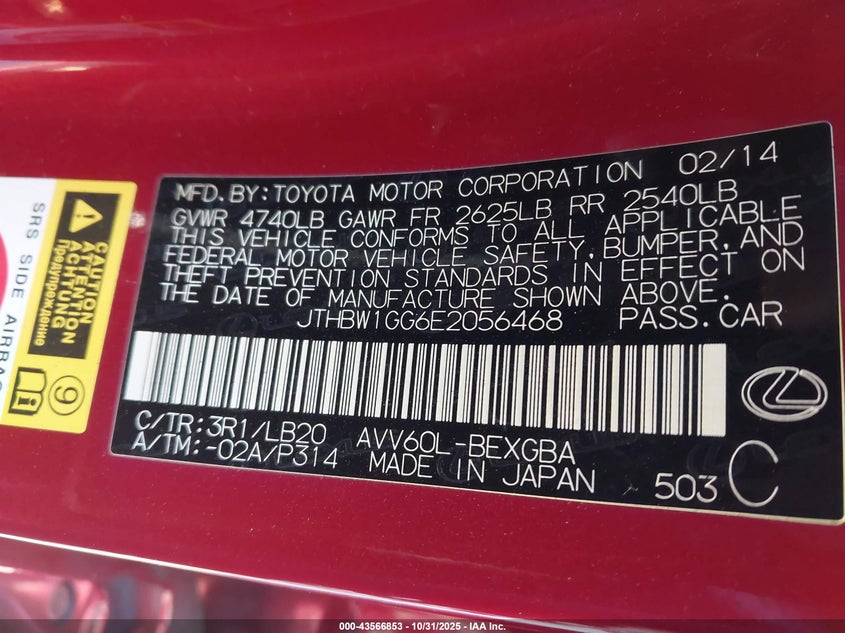 MFD.BY:TOYOTA MOTOR CORPORATION 02/14
GVWR 4740LB GAWR FR 2625LB RR 2540LB
THIS VEHICLE CONFORMS TO ALL APPLICABLE
FEDERAL MOTOR VEHICLE SAFETY,BUMPER,AND
THEFT PREVENTION STANDARDS IN EFFECT ON
THE DATE OF MANUFACTURE SHOWN ABOVE.
JTHBW1GG6E2056468 PASS.CAR
C/TR:3R1/LB20 AVV60L-BEXGBA
A/TM:-02A/P314 MADE IN JAPAN
503 C
SRS SIDE AIRBAG
CAUTION
ATTENTION
ACHTUNG
Предупреждение
9
000-43566853 | 10/31/2025 | IAA Inc.